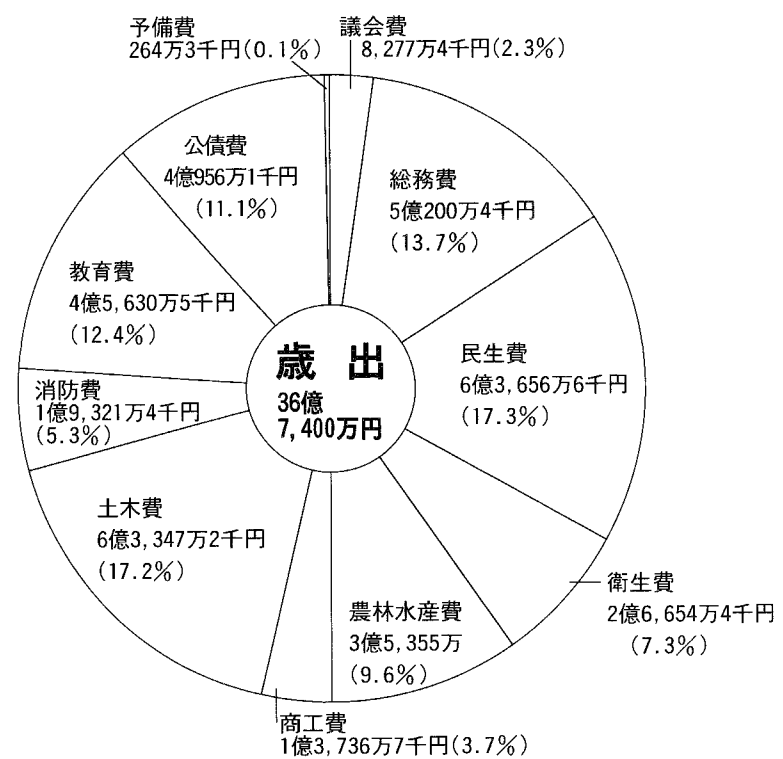 予備費
264万3千円(0.1%)
議会費
8,277万4千円(2.3%)
公債費
4億956万1千円
(11.1%)
総務費
5億200万4千円
(13.7%)
教育費
4億5,630万5千円
(12.4%)
民生費
6億3,656万6千円
(17.3%)
歳出
36億
7,400万円
消防費
1億9,321万4千円
(5.3%)
土木費
6億3,347万2千円
(17.2%)
衛生費
2億6,654万4千円
(7.3%)
農林水産費
3億5,355万
(9.6%)
商工費
1億3,736万7千円(3.7%)